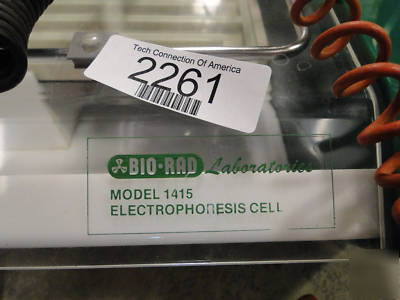 Tech Connection Of America
2261
BIO·RAD Laboratories
MODEL 1415
ELECTROPHORESIS CELL